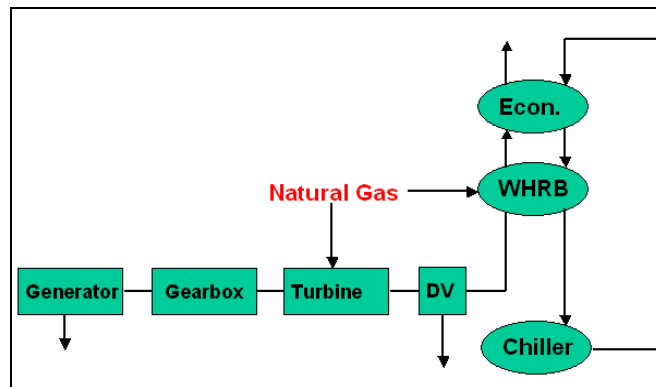 Econ.
WHRB
Natural Gas
Generator
Gearbox
Turbine
DV
Chiller